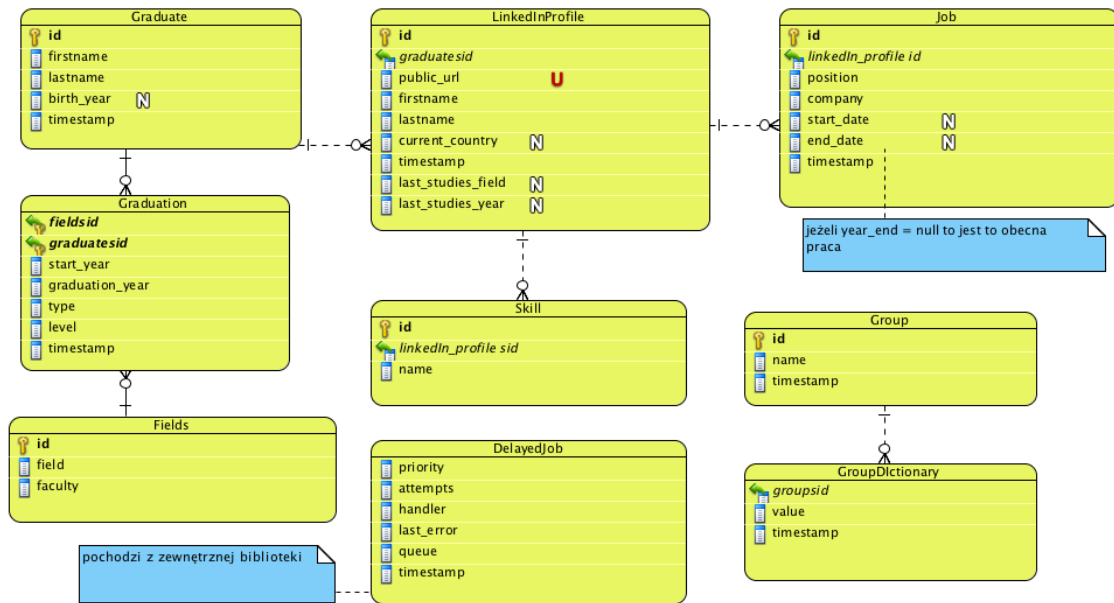 Graduate
id
firstname
lastname
birth_year N
timestamp
LinkedInProfile
id
graduatesid
public_url U
firstname
lastname
current_country N
timestamp
last_studies_field N
last_studies_year N
Job
id
linkedIn_profile id
position
company
start_date N
end_date N
timestamp
jeżeli year_end = null to jest to obecna
praca
Graduation
fieldsid
graduatesid
start_year
graduation_year
type
level
timestamp
Skill
id
linkedIn_profile sid
name
Group
id
name
timestamp
Fields
id
field
faculty
DelayedJob
priority
attempts
handler
last_error
queue
timestamp
GroupDIctionary
groupsid
value
timestamp
pochodzi z zewnętrznej biblioteki